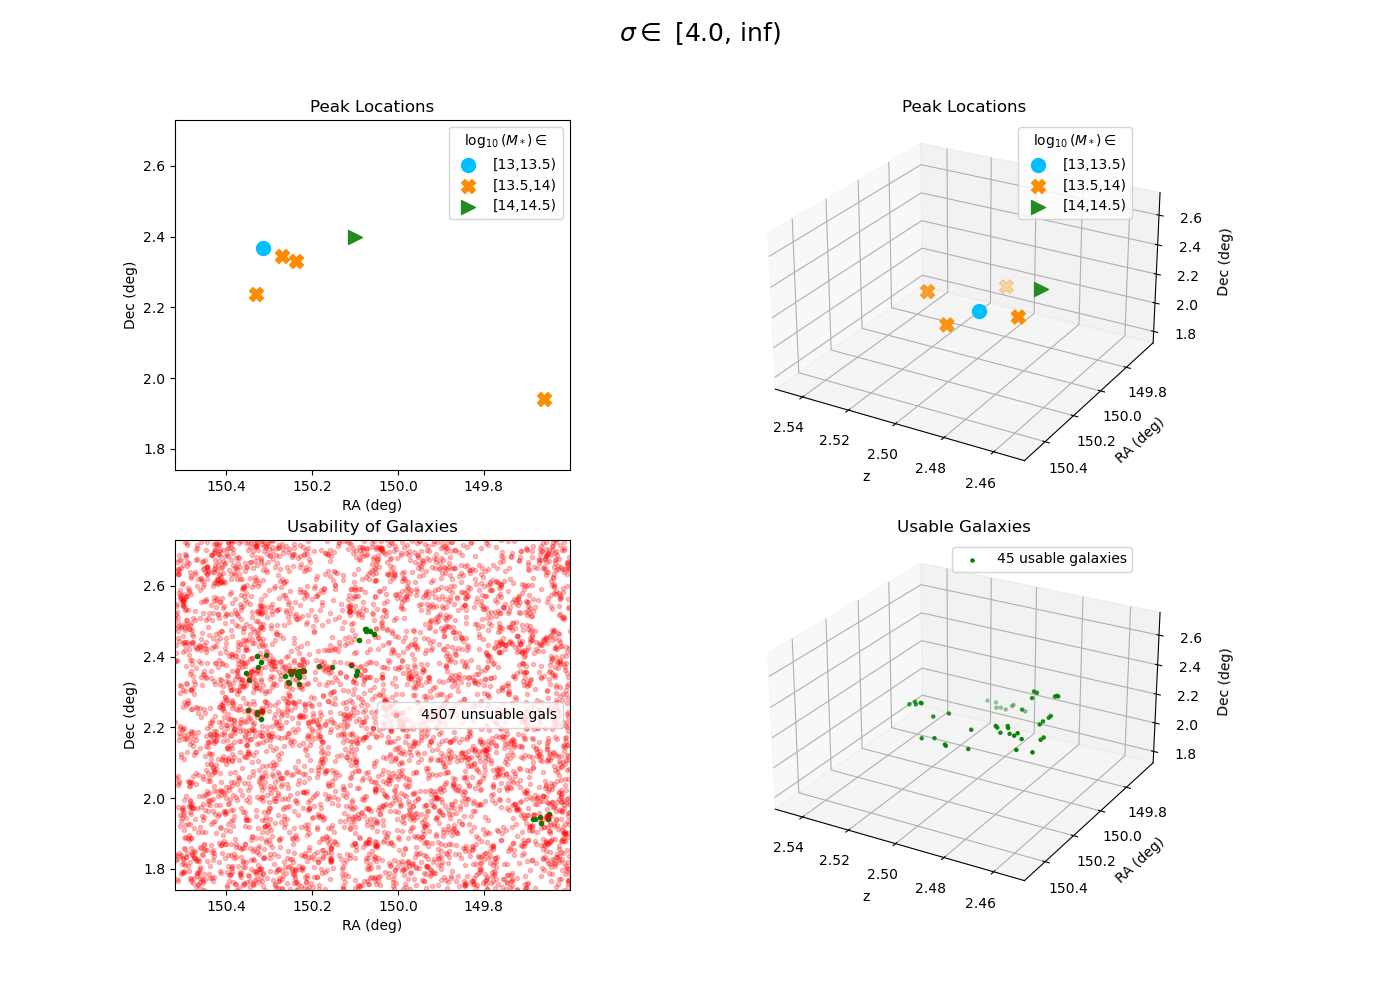 σ ∈ [4.0, inf)
Peak Locations
log₁₀(M*) ∈
[13,13.5)
[13.5,14)
[14,14.5)
2.6
2.4
2.2
2.0
1.8
Dec (deg)
150.4 150.2 150.0 149.8
RA (deg)
Peak Locations
log₁₀(M*) ∈
[13,13.5)
[13.5,14)
[14,14.5)
2.6
2.4
2.2
2.0
1.8
Dec (deg)
149.8
150.0
150.2
150.4
RA (deg)
2.54
2.52
2.50
2.48
2.46
z
Usability of Galaxies
4507 unsuable gals
2.6
2.4
2.2
2.0
1.8
Dec (deg)
150.4 150.2 150.0 149.8
RA (deg)
Usable Galaxies
45 usable galaxies
2.6
2.4
2.2
2.0
1.8
Dec (deg)
149.8
150.0
150.2
150.4
RA (deg)
2.54
2.52
2.50
2.48
2.46
z